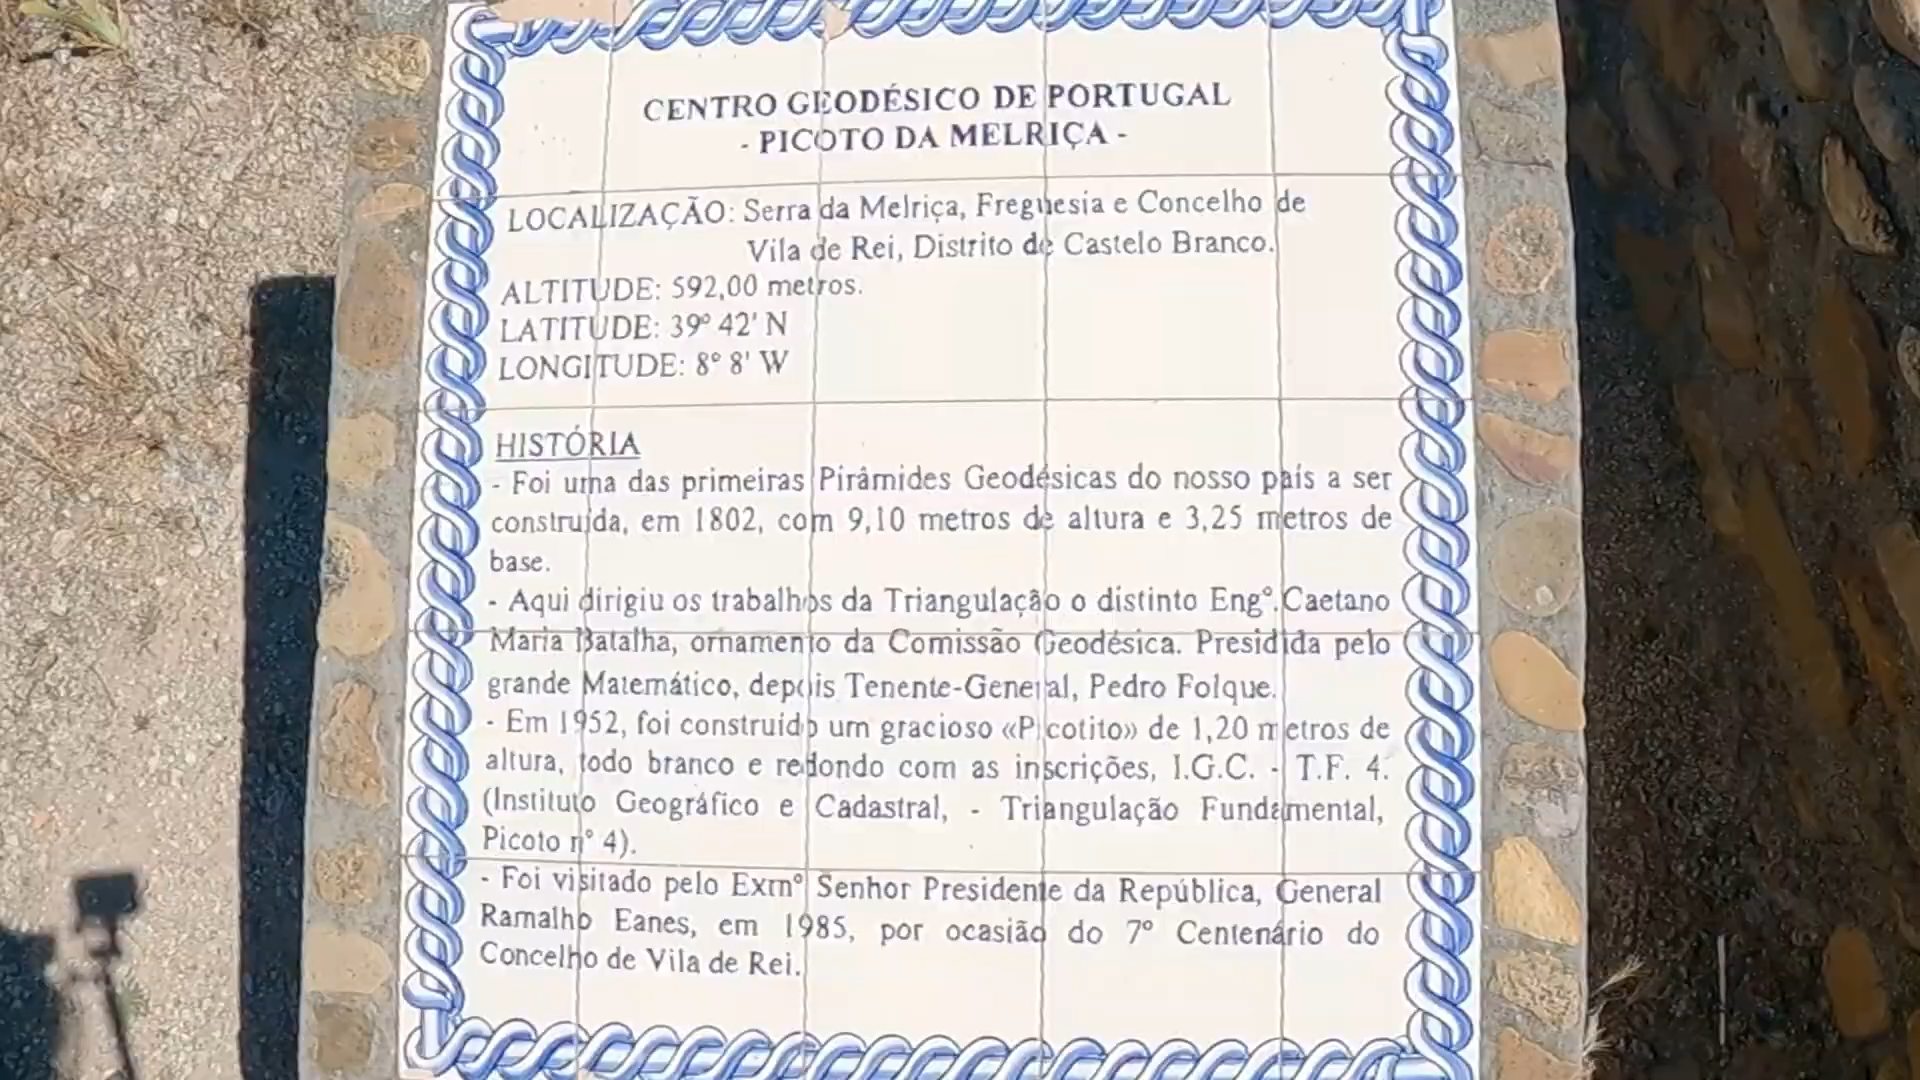 CENTRO GEODÉSICO DE PORTUGAL
- PICOTO DA MELRIÇA -
LOCALIZAÇÃO: Serra da Melriça, Freguesia e Concelho de
Vila de Rei, Distrito de Castelo Branco.
ALTITUDE: 592,00 metros.
LATITUDE: 39º 42' N
LONGITUDE: 8º 8' W
HISTÓRIA
- Foi uma das primeiras Pirâmides Geodésicas do nosso país a ser
construída, em 1802, com 9,10 metros de altura e 3,25 metros de
base.
- Aqui dirigiu os trabalhos da Triangulação o distinto Engº.Caetano
Maria Batalha, ornamento da Comissão Geodésica. Presidida pelo
grande Matemático, depois Tenente-General, Pedro Folque.
- Em 1952, foi construído um gracioso «Picotito» de 1,20 metros de
altura, todo branco e redondo com as inscrições, I.G.C. - T.F. 4.
(Instituto Geográfico e Cadastral, - Triangulação Fundamental,
Picoto nº 4).
- Foi visitado pelo Exmº Senhor Presidente da República, General
Ramalho Eanes, em 1985, por ocasião do 7º Centenário do
Concelho de Vila de Rei.